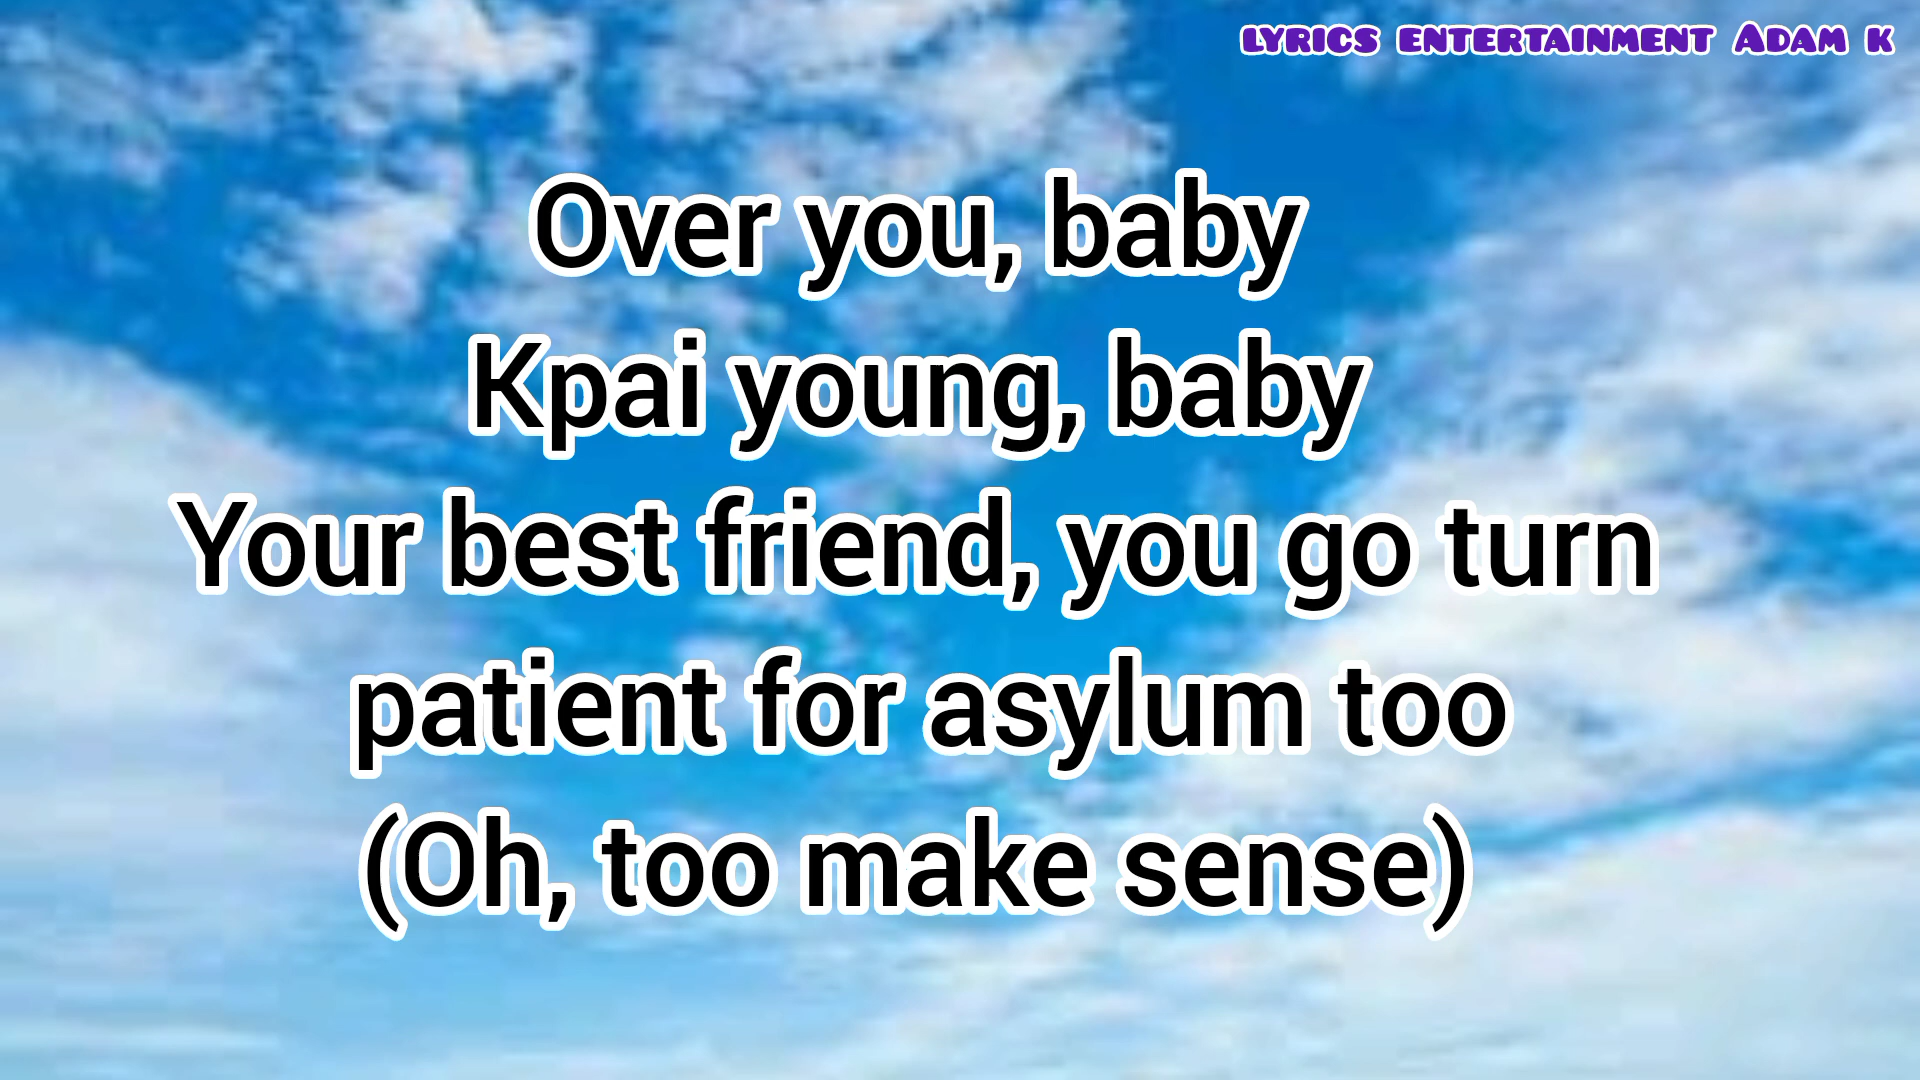 LYRICS ENTERTAINMENT ADAM K
Over you, baby
Kpai young, baby
Your best friend, you go turn
patient for asylum too
(Oh, too make sense)